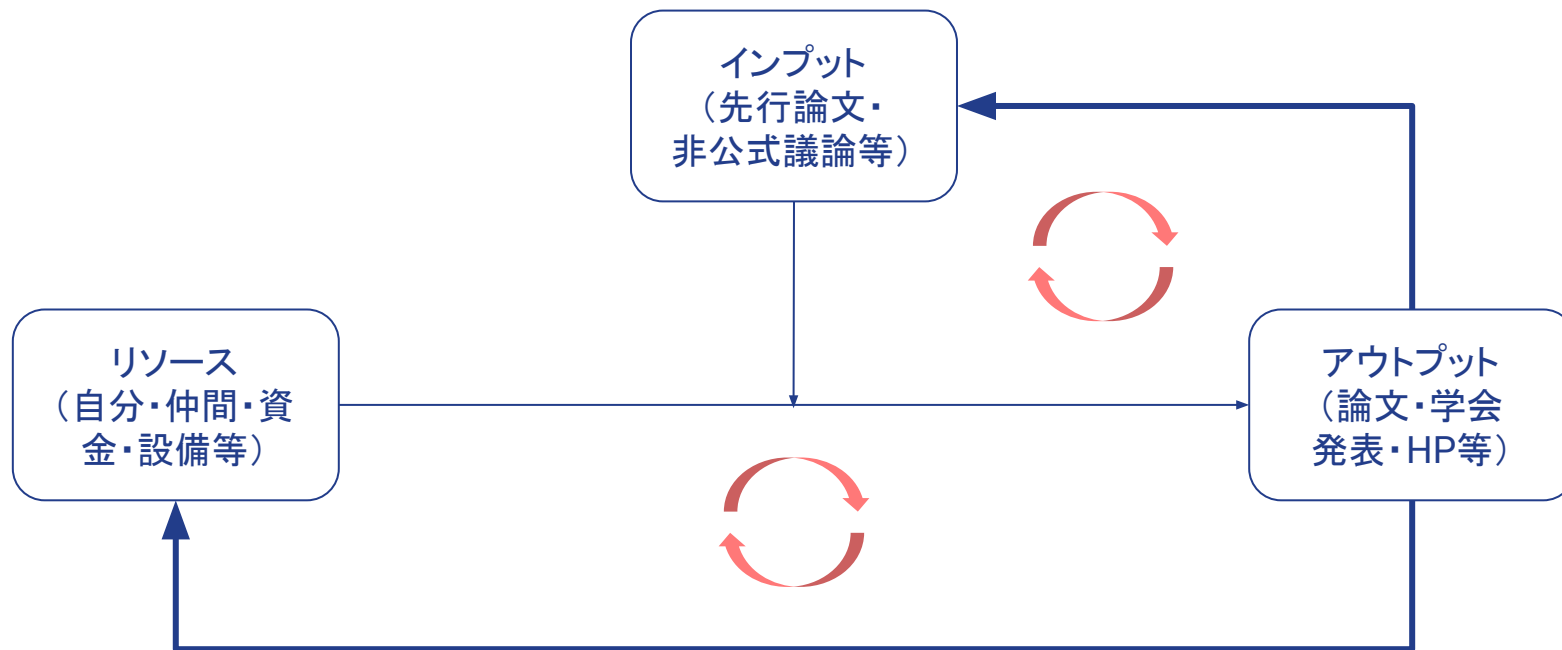 インプット
（先行論文・
非公式議論等）
リソース
（自分・仲間・資
金・設備等）
アウトプット
（論文・学会
発表・HP等）